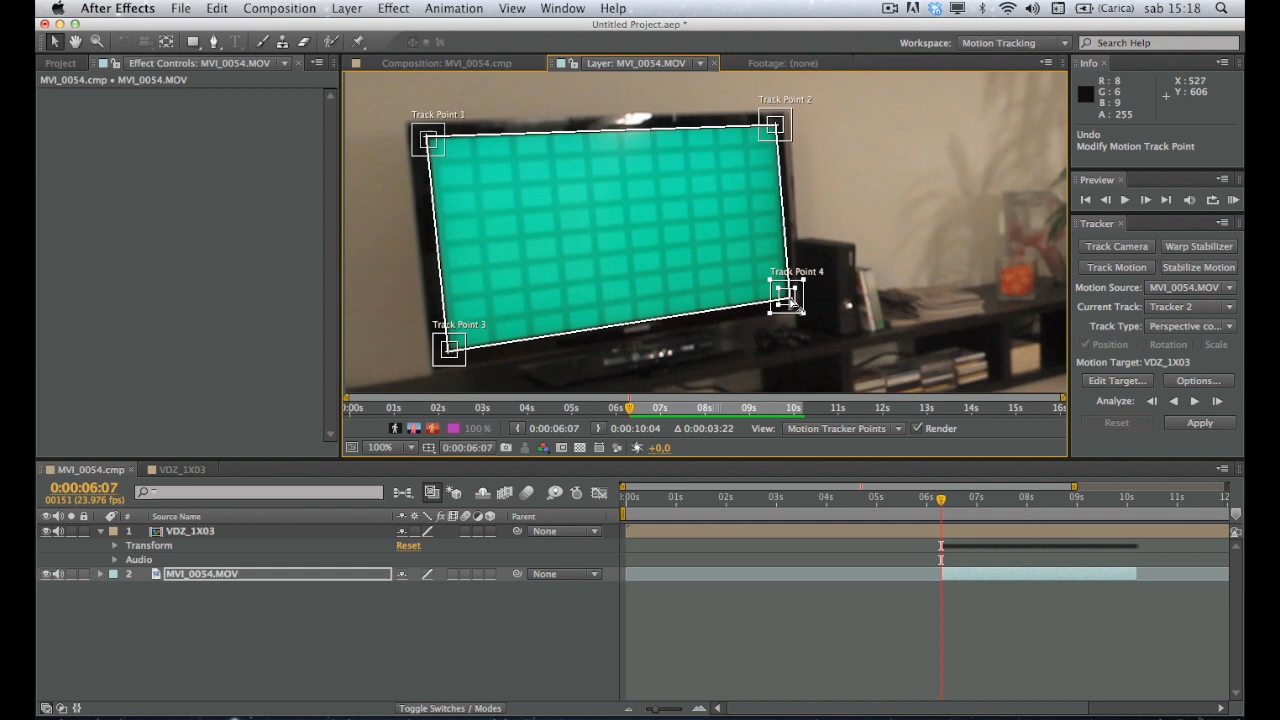 After Effects File Edit Composition Layer Effect Animation View Window Help (Carica) sab 15:18
Untitled Project.aep *
Workspace: Motion Tracking Search Help
Project Effect Controls: MVI_0054.MOV Composition: MVI_0054.cmp Layer: MVI_0054.MOV Footage: (none) Info
MVI_0054.cmp • MVI_0054.MOV
R: 8 X: 527
G: 6 Y: 606
B: 9
A: 255
Undo
Modify Motion Track Point
Track Point 1
Track Point 2
Track Point 3
Track Point 4
Preview
Tracker
Track Camera Warp Stabilizer
Track Motion Stabilize Motion
Motion Source: MVI_0054.MOV
Current Track: Tracker 2
Track Type: Perspective co...
Position Rotation Scale
Motion Target: VDZ_1X03
Edit Target... Options...
Analyze:
Reset Apply
0:00s 01s 02s 03s 04s 05s 06s 07s 08s 09s 10s 11s 12s 13s 14s 15s 16s
100% 0:00:06:07 0:00:10:04 Δ 0:00:03:22 View: Motion Tracker Points Render
100% 0:00:06:07 +0,0
MVI_0054.cmp VDZ_1X03
0:00:06:07
00151 (23.976 fps)
:00s 01s 02s 03s 04s 05s 06s 07s 08s 09s 10s 11s 12
# Source Name Parent
1 VDZ_1X03 None
Transform Reset
Audio
2 MVI_0054.MOV None
Toggle Switches / Modes